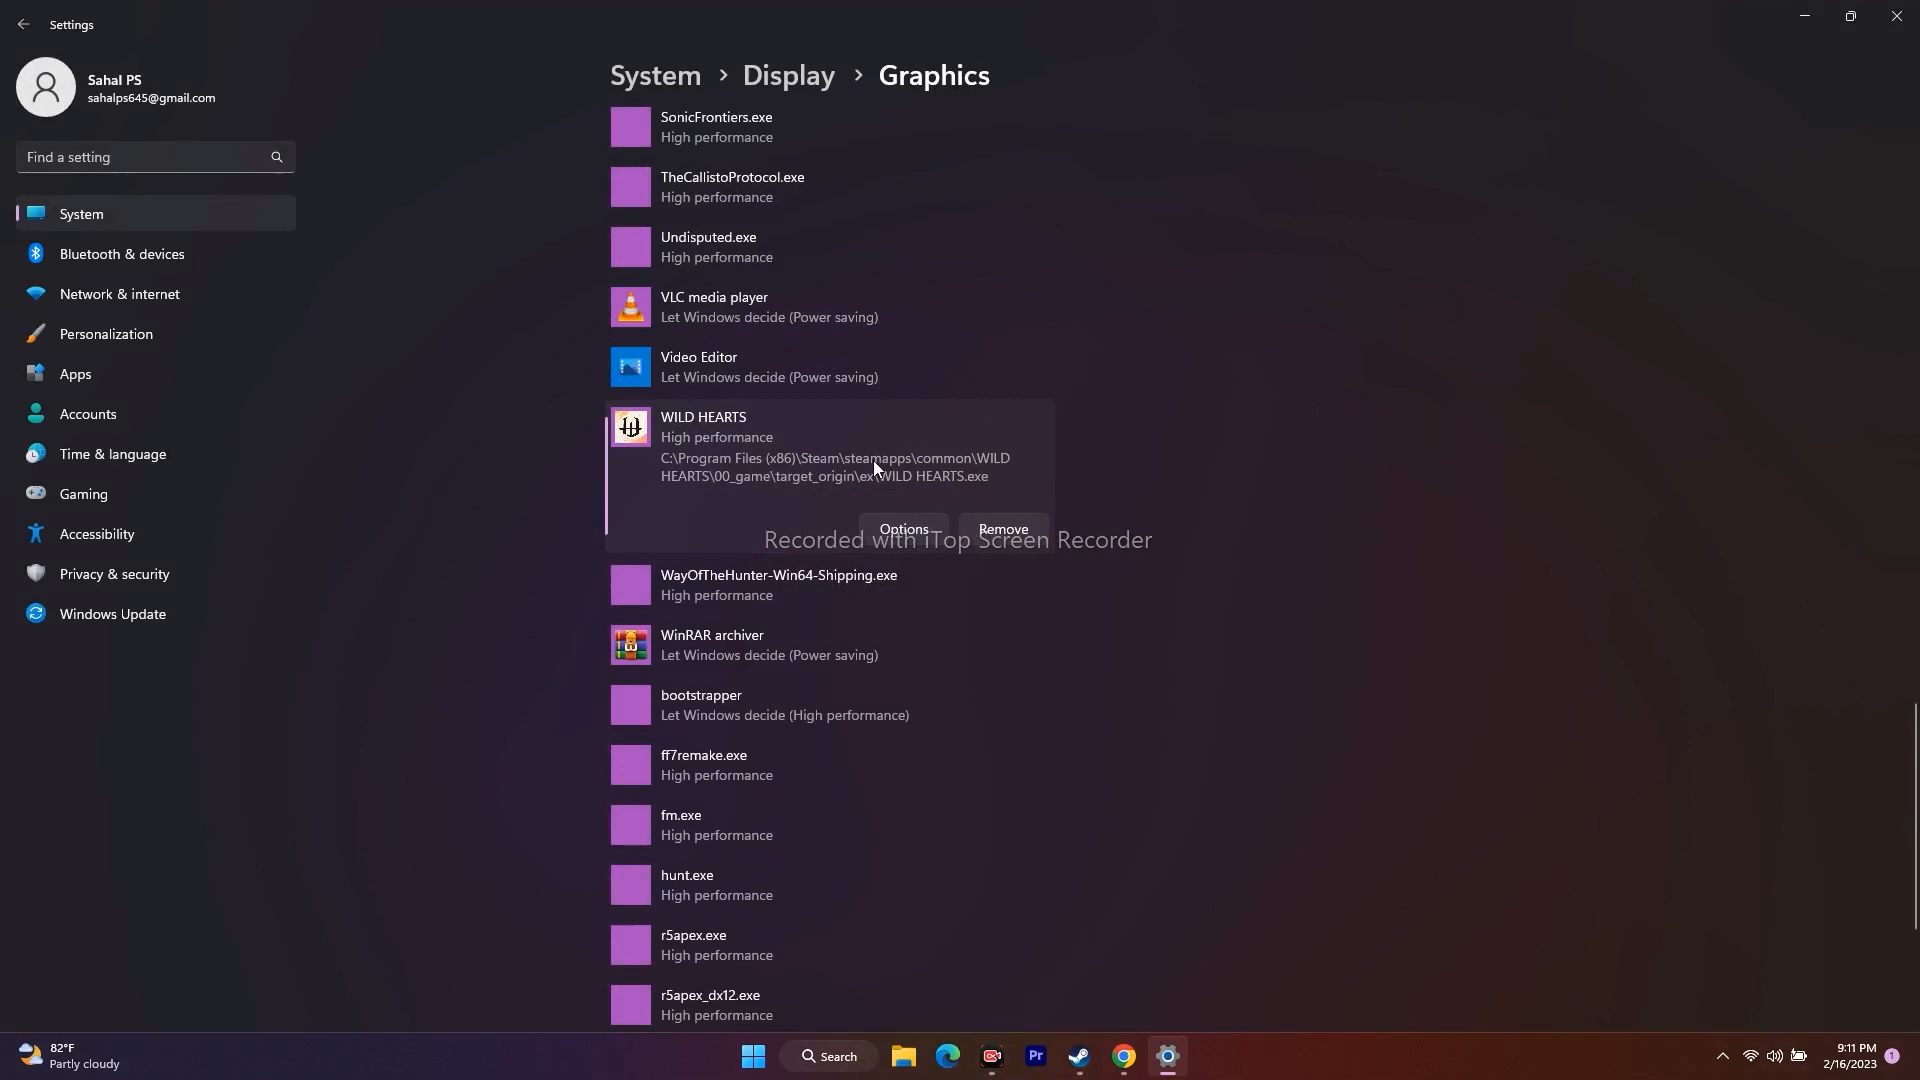 Settings
Sahal PS
sahalps645@gmail.com
Find a setting
System
Bluetooth & devices
Network & internet
Personalization
Apps
Accounts
Time & language
Gaming
Accessibility
Privacy & security
Windows Update
System > Display > Graphics
SonicFrontiers.exe
High performance
TheCallistoProtocol.exe
High performance
Undisputed.exe
High performance
VLC media player
Let Windows decide (Power saving)
Video Editor
Let Windows decide (Power saving)
WILD HEARTS
High performance
C:\Program Files (x86)\Steam\steamapps\common\WILD
HEARTS\00_game\target_origin\ex\WILD HEARTS.exe
Options Remove
Recorded with iTop Screen Recorder
WayOfTheHunter-Win64-Shipping.exe
High performance
WinRAR archiver
Let Windows decide (Power saving)
bootstrapper
Let Windows decide (High performance)
ff7remake.exe
High performance
fm.exe
High performance
hunt.exe
High performance
r5apex.exe
High performance
r5apex_dx12.exe
High performance
82°F
Partly cloudy
Search
Pr
9:11 PM
2/16/2023
1